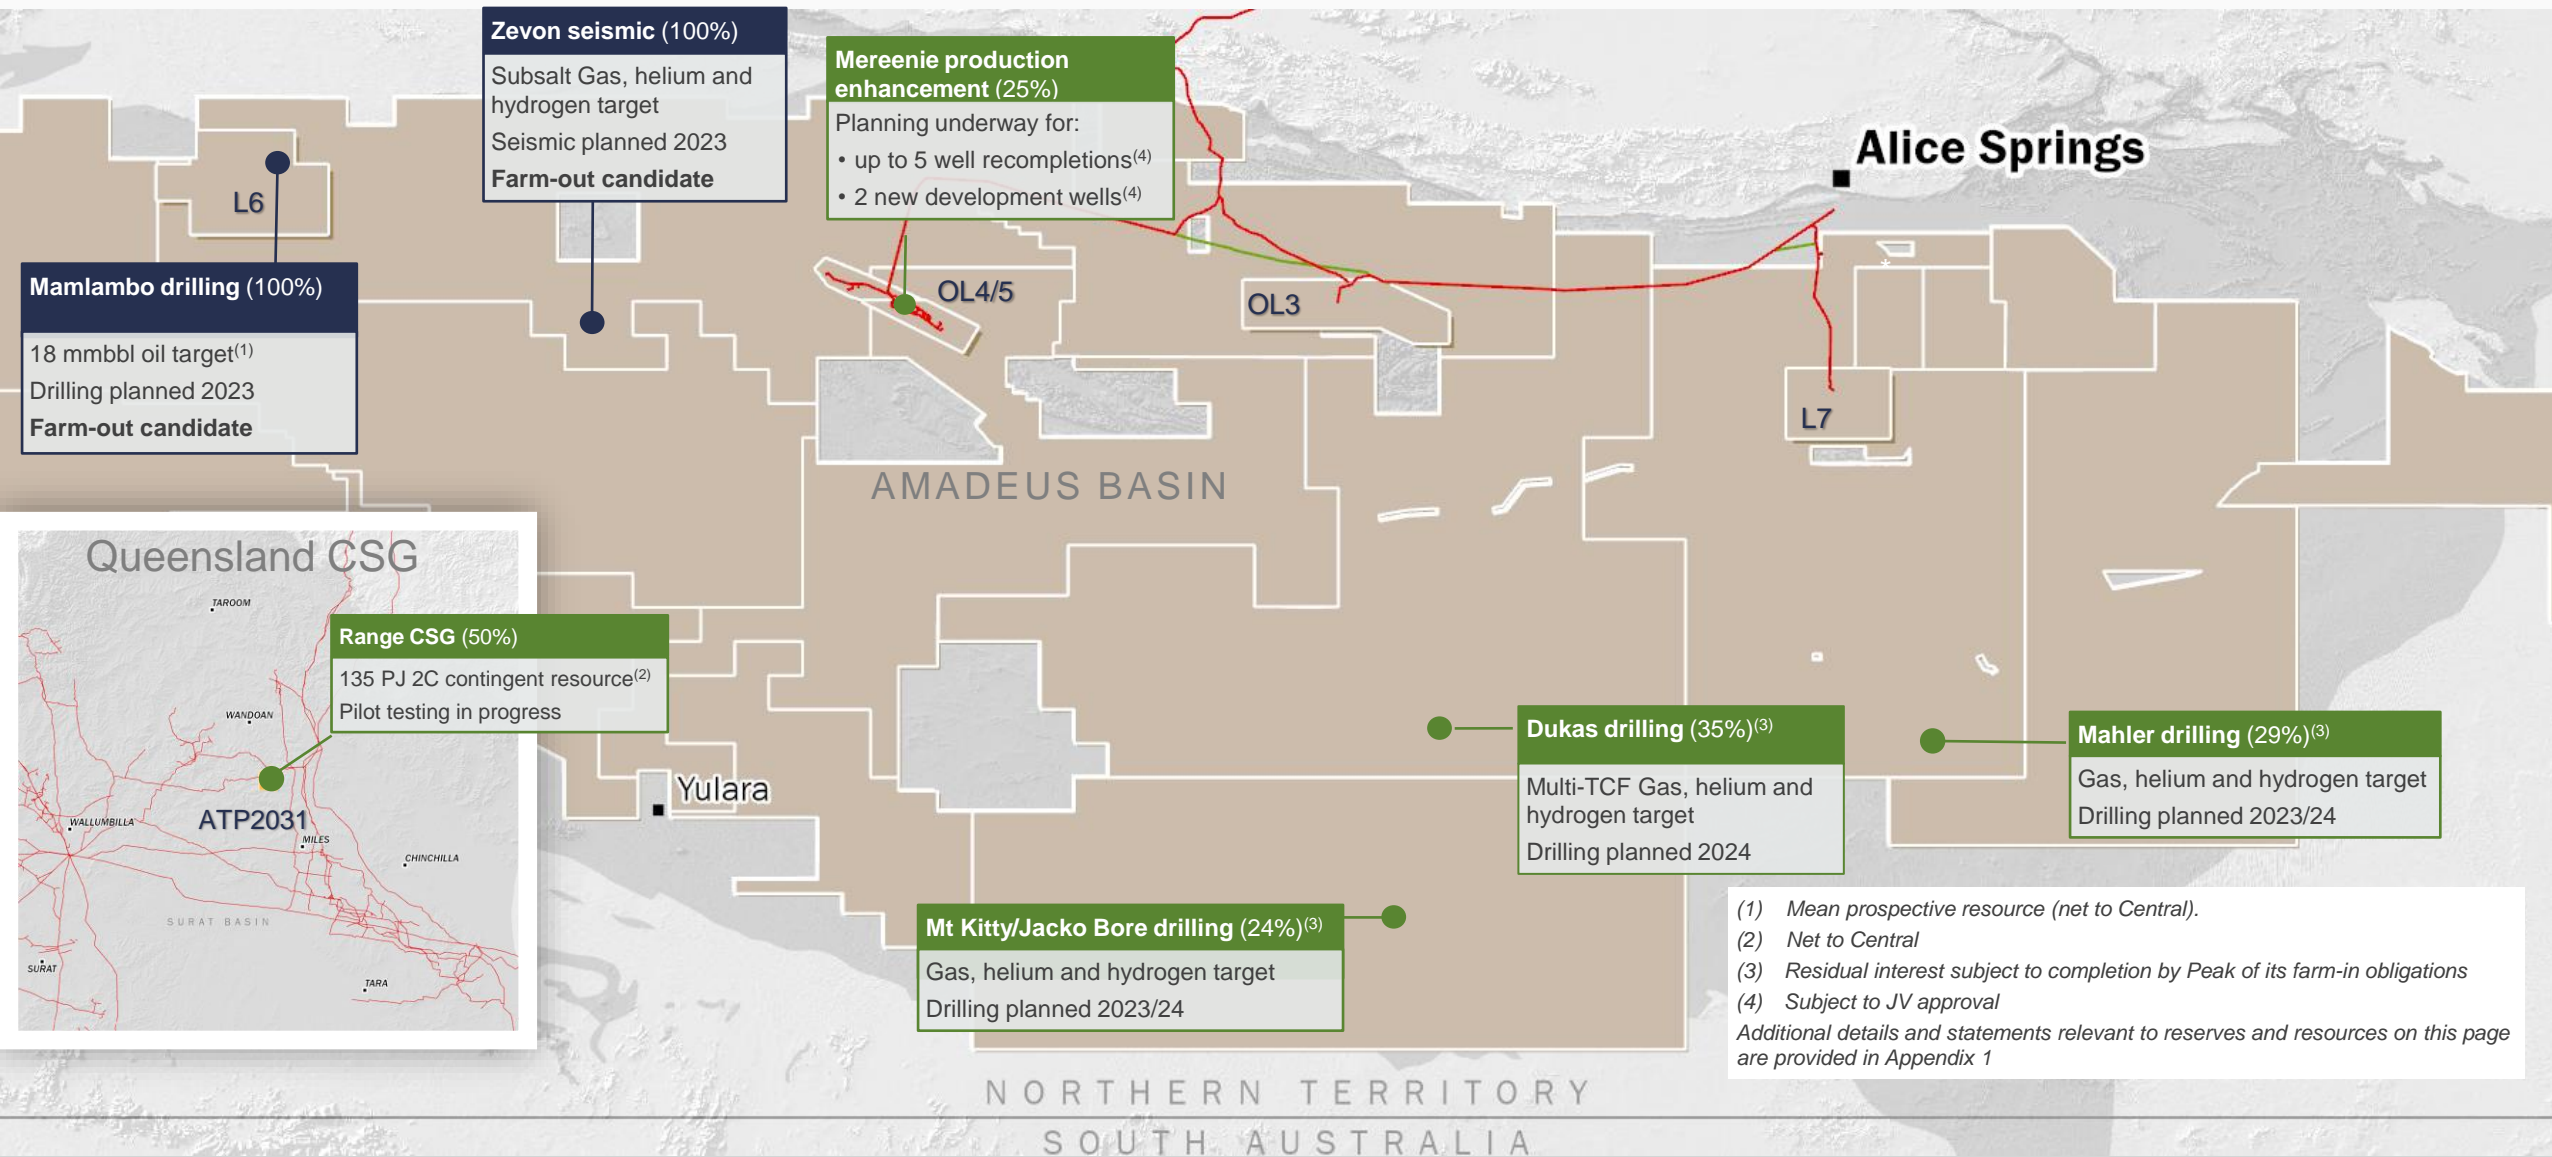 Zevon seismic (100%)
Subsalt Gas, helium and
hydrogen target
Seismic planned 2023
Farm-out candidate
Mereenie production
enhancement (25%)
Planning underway for:
• up to 5 well recompletions(4)
• 2 new development wells(4)
Alice Springs
L6
Mamlambo drilling (100%)
18 mmbbl oil target(1)
Drilling planned 2023
Farm-out candidate
OL4/5
OL3
*
L7
AMADEUS BASIN
Queensland CSG
TAROOM
Range CSG (50%)
135 PJ 2C contingent resource(2)
Pilot testing in progress
WANDOAN
ATP2031
WALLUMBILLA
MILES
CHINCHILLA
SURAT BASIN
SURAT
TARA
Yulara
Dukas drilling (35%)(3)
Multi-TCF Gas, helium and
hydrogen target
Drilling planned 2024
Mahler drilling (29%)(3)
Gas, helium and hydrogen target
Drilling planned 2023/24
Mt Kitty/Jacko Bore drilling (24%)(3)
Gas, helium and hydrogen target
Drilling planned 2023/24
(1) Mean prospective resource (net to Central).
(2) Net to Central
(3) Residual interest subject to completion by Peak of its farm-in obligations
(4) Subject to JV approval
Additional details and statements relevant to reserves and resources on this page
are provided in Appendix 1
NORTHERN TERRITORY
SOUTH AUSTRALIA